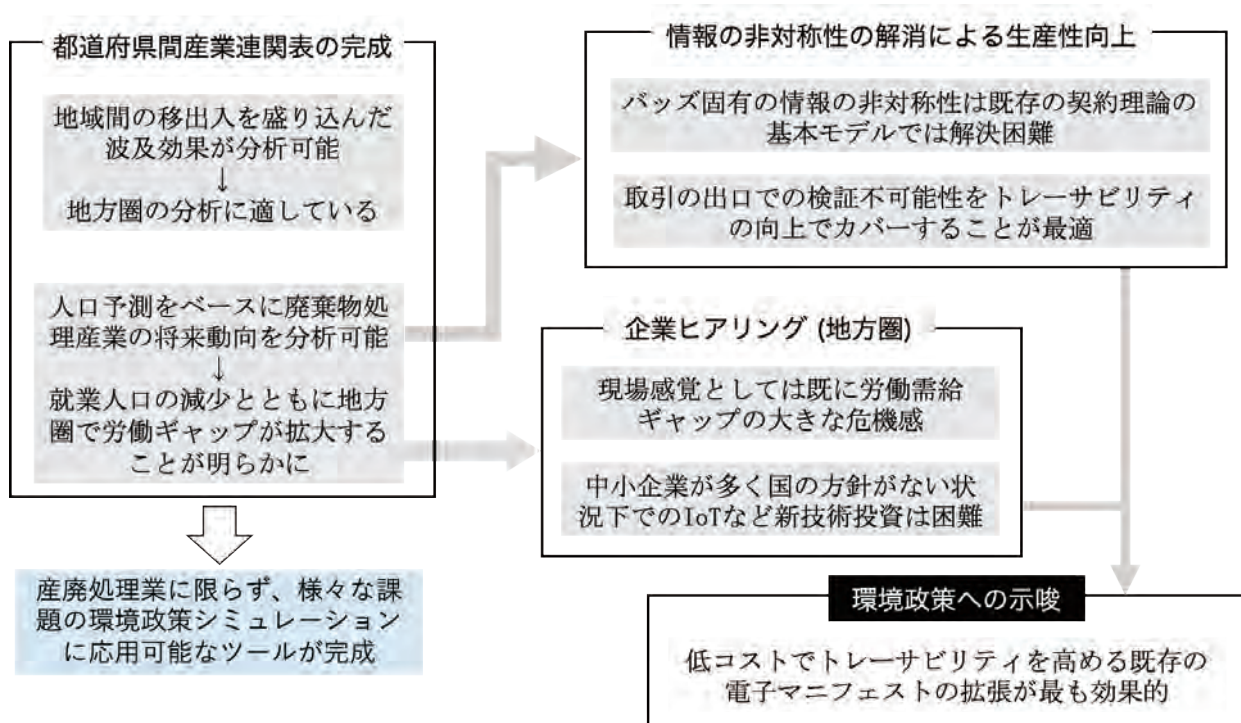 都道府県間産業連関表の完成
地域間の移出入を盛り込んだ
波及効果が分析可能
↓
地方圏の分析に適している
人口予測をベースに廃棄物処
理産業の将来動向を分析可能
↓
就業人口の減少とともに地方
圏で労働ギャップが拡大する
ことが明らかに
産廃処理業に限らず、様々な課
題の環境政策シミュレーション
に応用可能なツールが完成
情報の非対称性の解消による生産性向上
バッズ固有の情報の非対称性は既存の契約理論の
基本モデルでは解決困難
取引の出口での検証不可能性をトレーサビリティ
の向上でカバーすることが最適
企業ヒアリング (地方圏)
現場感覚としては既に労働需給
ギャップの大きな危機感
中小企業が多く国の方針がない状
況下でのIoTなど新技術投資は困難
環境政策への示唆
低コストでトレーサビリティを高める既存の
電子マニフェストの拡張が最も効果的